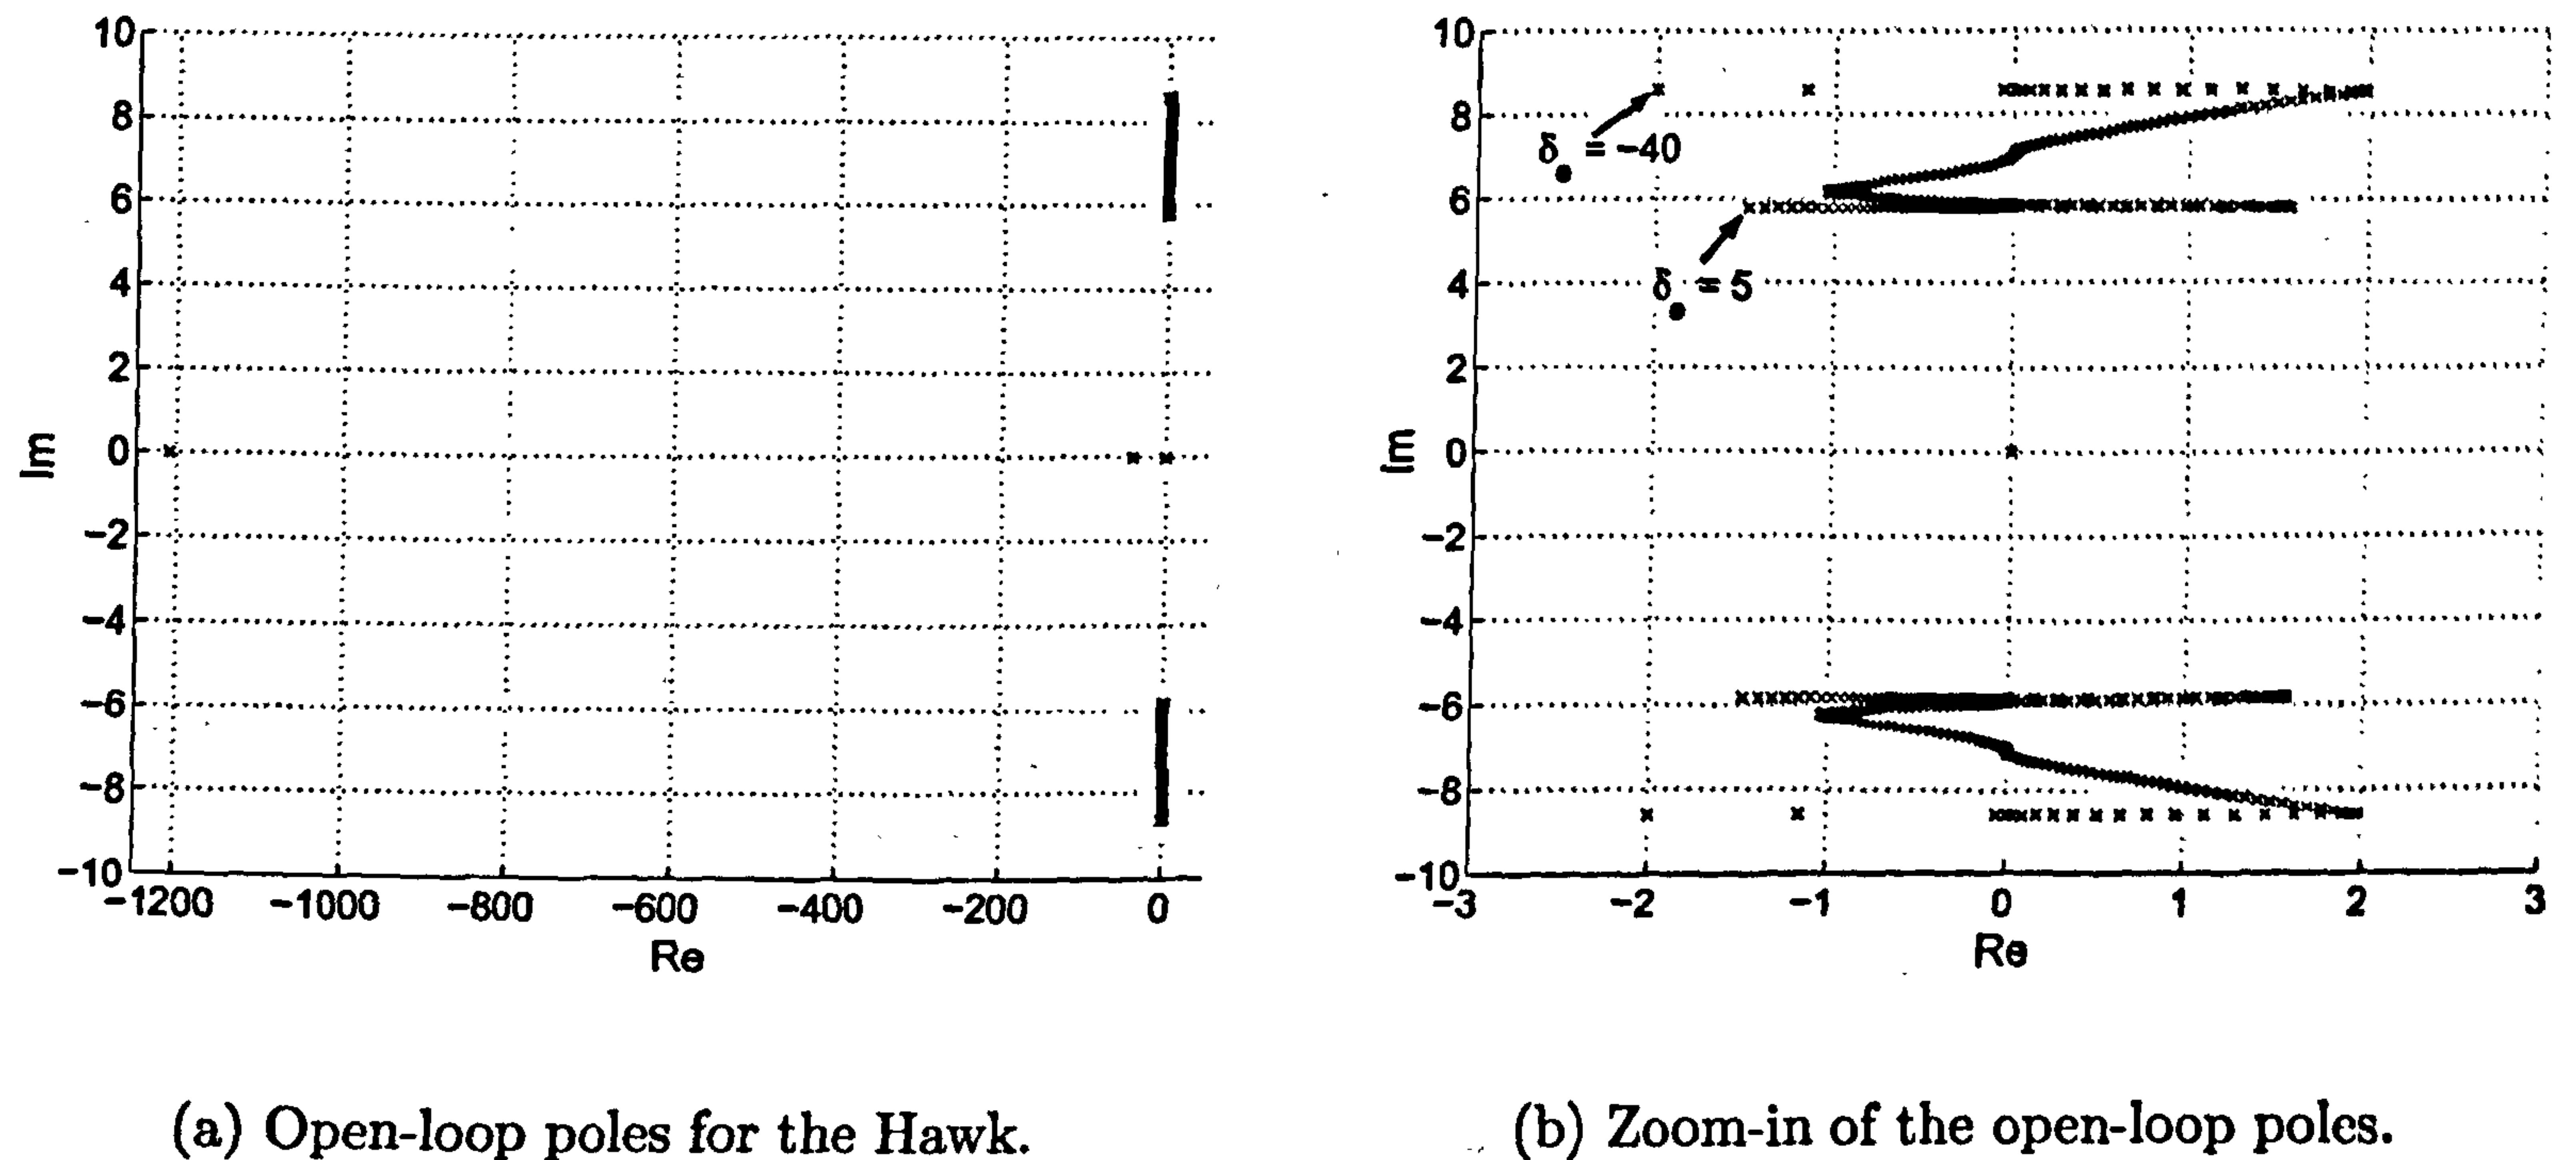 10
8
6
4
2
0
−2
−4
−6
−8
−10
Im
−1200 −1000 −800 −600 −400 −200 0
Re
10
8
6
4
2
0
−2
−4
−6
−8
−10
Im
δe = −40
δe = 5
−3 −2 −1 0 1 2 3
Re
(a) Open-loop poles for the Hawk.
(b) Zoom-in of the open-loop poles.